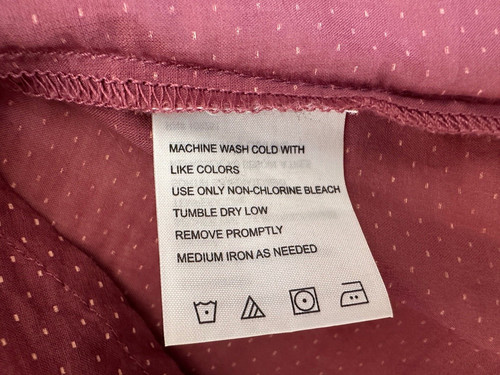 MACHINE WASH COLD WITH
LIKE COLORS
USE ONLY NON-CHLORINE BLEACH
TUMBLE DRY LOW
REMOVE PROMPTLY
MEDIUM IRON AS NEEDED